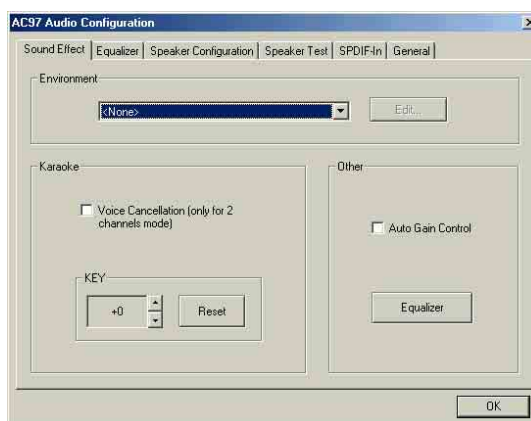 AC97 Audio Configuration
Sound Effect
Equalizer
Speaker Configuration
Speaker Test
SPDIF-In
General
Environment
<None>
Edit...
Karaoke
Voice Cancellation (only for 2
channels mode)
KEY
+0
Reset
Other
Auto Gain Control
Equalizer
OK